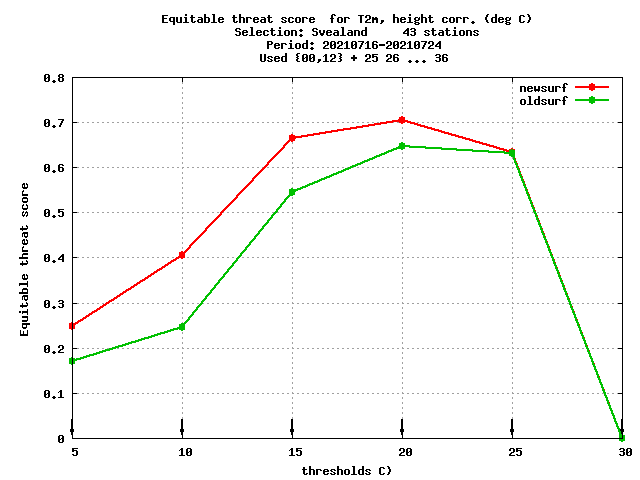 Equitable threat score  for T2m, height corr. (deg C)
Selection: Svealand     43 stations
Period: 20210716-20210724
Used {00,12} + 25 26 ... 36
newsurf
oldsurf
Equitable threat score
0.8
0.7
0.6
0.5
0.4
0.3
0.2
0.1
0
5 10 15 20 25 30
thresholds C)